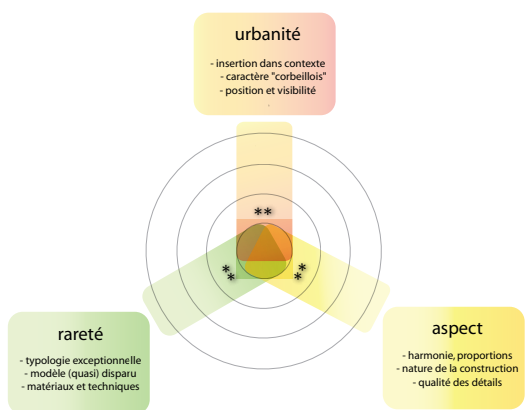 urbanité
- insertion dans contexte
- caractère "corbeillois"
- position et visibilité
**
**
**
rareté
- typologie exceptionnelle
- modèle (quasi) disparu
- matériaux et techniques
aspect
- harmonie, proportions
- nature de la construction
- qualité des détails